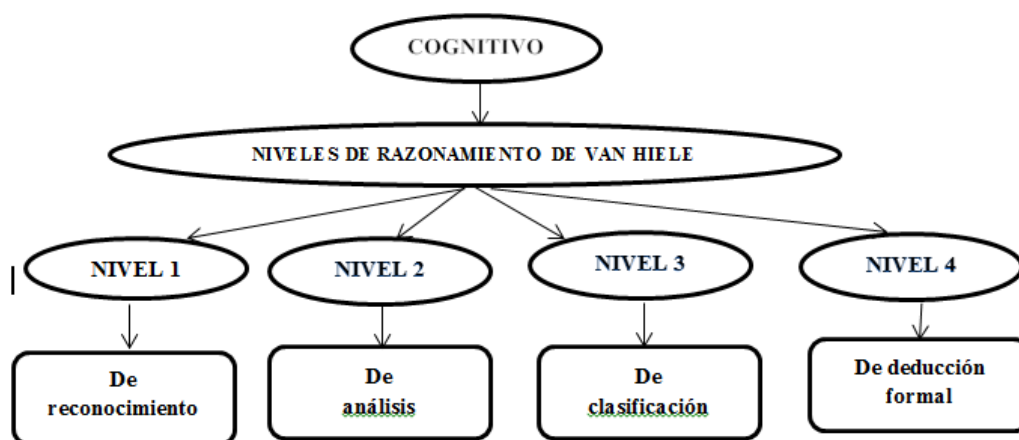 COGNITIVO
NIVELES DE RAZONAMIENTO DE VAN HIELE
NIVEL 1
NIVEL 2
NIVEL 3
NIVEL 4
De
reconocimiento
De
análisis
De
clasificación
De deducción
formal